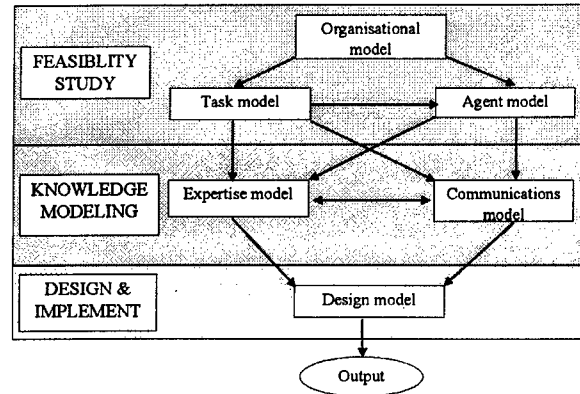 Organisational
model
FEASIBLITY
STUDY
Task model
Agent model
KNOWLEDGE
MODELING
Expertise model
Communications
model
DESIGN &
IMPLEMENT
Design model
Output